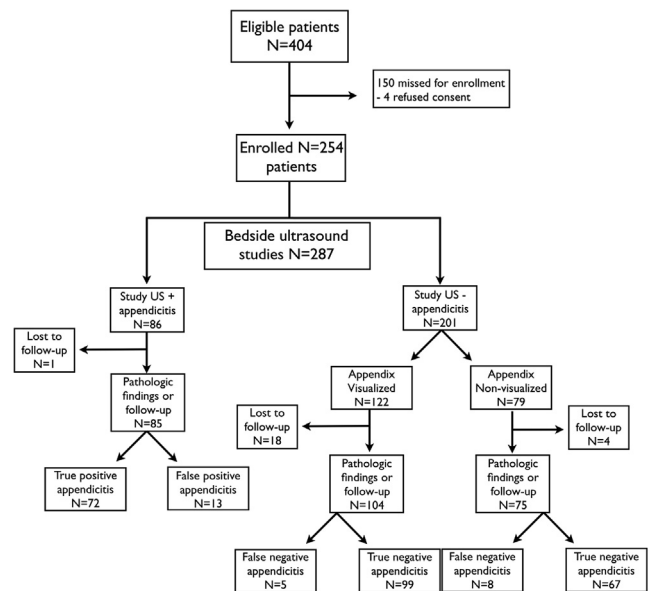 Eligible patients
N=404
150 missed for enrollment
- 4 refused consent
Enrolled N=254
patients
Bedside ultrasound
studies N=287
Study US +
appendicitis
N=86
Study US -
appendicitis
N=201
Lost to
follow-up
N=1
Pathologic
findings or
follow-up
N=85
Appendix
Visualized
N=122
Appendix
Non-visualized
N=79
Lost to
follow-up
N=18
Lost to
follow-up
N=4
True positive
appendicitis
N=72
False positive
appendicitis
N=13
Pathologic
findings or
follow-up
N=104
Pathologic
findings or
follow-up
N=75
False negative
appendicitis
N=5
True negative
appendicitis
N=99
False negative
appendicitis
N=8
True negative
appendicitis
N=67